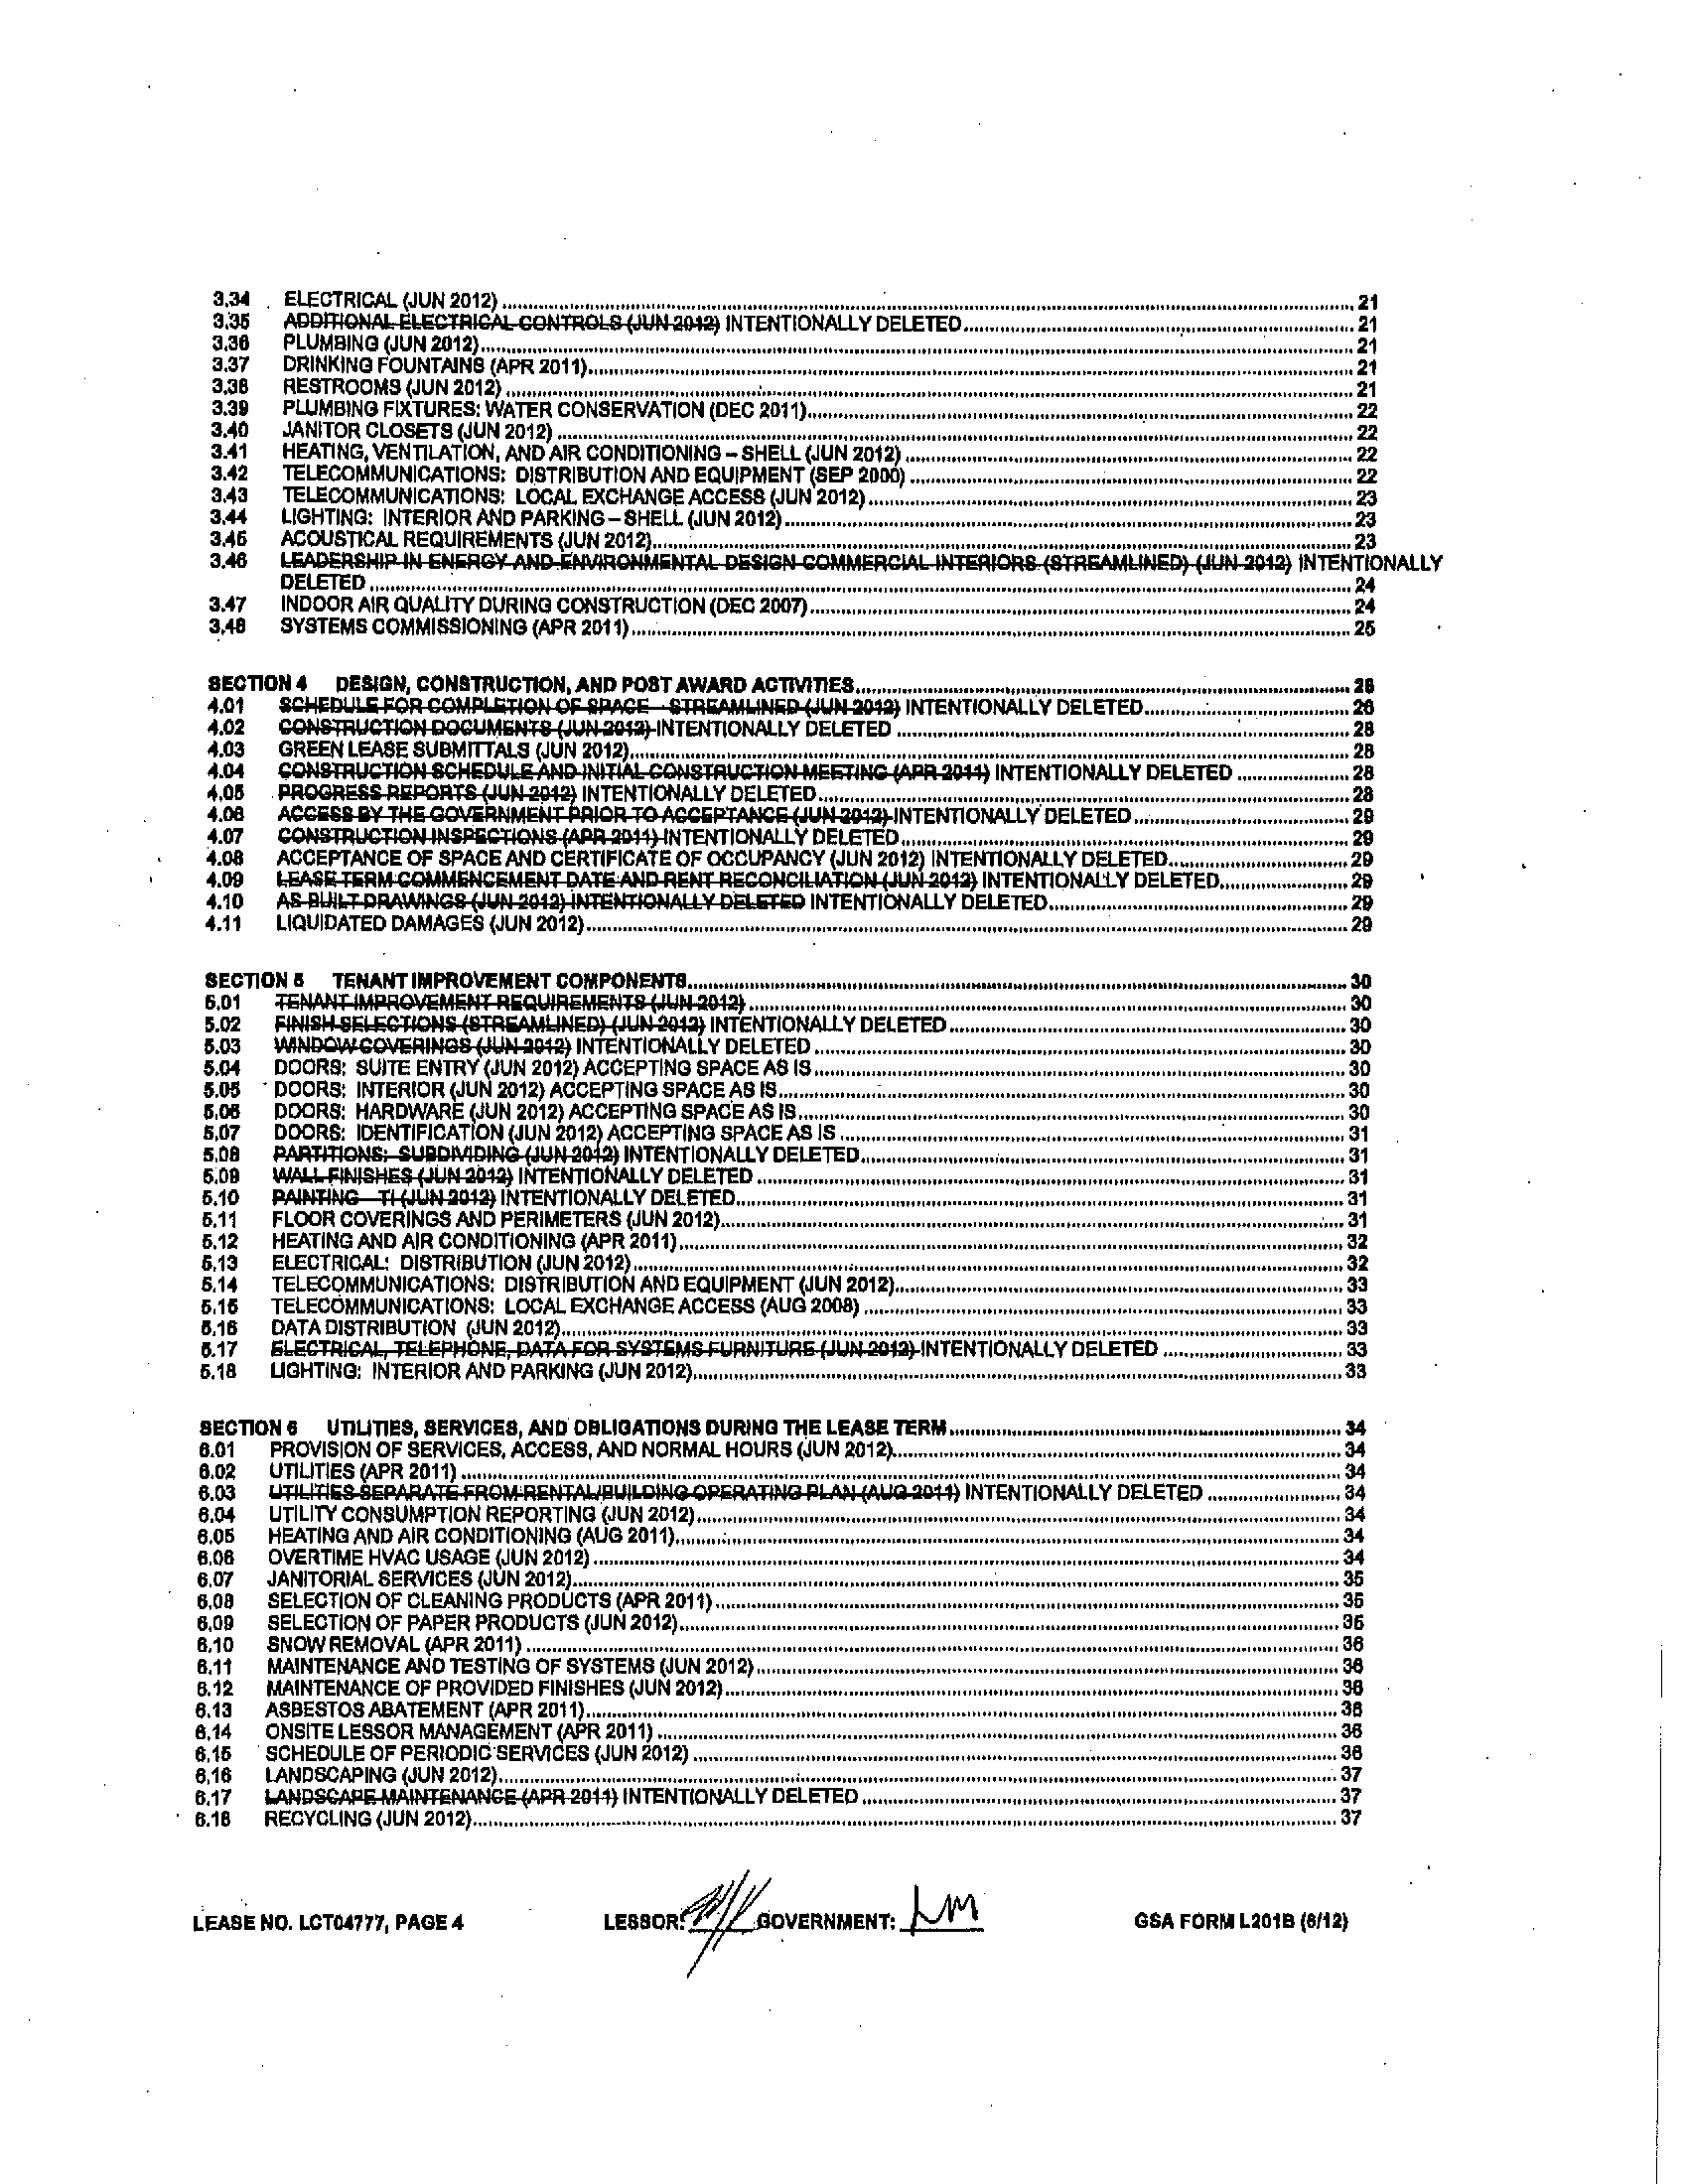 3.34 ELECTRICAL (JUN 2012) 21
3.35 ADDITIONAL ELECTRICAL CONTROLS (JUN 2012) INTENTIONALLY DELETED 21
3.36 PLUMBING (JUN 2012) 21
3.37 DRINKING FOUNTAINS (APR 2011) 21
3.38 RESTROOMS (JUN 2012) 21
3.39 PLUMBING FIXTURES: WATER CONSERVATION (DEC 2011) 22
3.40 JANITOR CLOSETS (JUN 2012) 22
3.41 HEATING, VENTILATION, AND AIR CONDITIONING – SHELL (JUN 2012) 22
3.42 TELECOMMUNICATIONS: DISTRIBUTION AND EQUIPMENT (SEP 2000) 22
3.43 TELECOMMUNICATIONS: LOCAL EXCHANGE ACCESS (JUN 2012) 23
3.44 LIGHTING: INTERIOR AND PARKING – SHELL (JUN 2012) 23
3.45 ACOUSTICAL REQUIREMENTS (JUN 2012) 23
3.46 LEADERSHIP IN ENERGY AND ENVIRONMENTAL DESIGN COMMERCIAL INTERIORS (STREAMLINED) (JUN 2012) INTENTIONALLY
DELETED 24
3.47 INDOOR AIR QUALITY DURING CONSTRUCTION (DEC 2007) 24
3.48 SYSTEMS COMMISSIONING (APR 2011) 25
SECTION 4 DESIGN, CONSTRUCTION, AND POST AWARD ACTIVITIES 28
4.01 SCHEDULE FOR COMPLETION OF SPACE – STREAMLINED (JUN 2012) INTENTIONALLY DELETED 28
4.02 CONSTRUCTION DOCUMENTS (JUN 2012) INTENTIONALLY DELETED 28
4.03 GREEN LEASE SUBMITTALS (JUN 2012) 28
4.04 CONSTRUCTION SCHEDULE AND INITIAL CONSTRUCTION MEETING (APR 2011) INTENTIONALLY DELETED 28
4.05 PROGRESS REPORTS (JUN 2012) INTENTIONALLY DELETED 28
4.06 ACCESS BY THE GOVERNMENT PRIOR TO ACCEPTANCE (JUN 2012) INTENTIONALLY DELETED 29
4.07 CONSTRUCTION INSPECTIONS (APR 2011) INTENTIONALLY DELETED 29
4.08 ACCEPTANCE OF SPACE AND CERTIFICATE OF OCCUPANCY (JUN 2012) INTENTIONALLY DELETED 29
4.09 LEASE TERM COMMENCEMENT DATE AND RENT RECONCILIATION (JUN 2012) INTENTIONALLY DELETED 29
4.10 AS-BUILT DRAWINGS (JUN 2012) INTENTIONALLY DELETED INTENTIONALLY DELETED 29
4.11 LIQUIDATED DAMAGES (JUN 2012) 29
SECTION 5 TENANT IMPROVEMENT COMPONENTS 30
5.01 TENANT IMPROVEMENT REQUIREMENTS (JUN 2012) 30
5.02 FINISH SELECTIONS (STREAMLINED) (JUN 2012) INTENTIONALLY DELETED 30
5.03 WINDOW COVERINGS (JUN 2012) INTENTIONALLY DELETED 30
5.04 DOORS: SUITE ENTRY (JUN 2012) ACCEPTING SPACE AS IS 30
5.05 DOORS: INTERIOR (JUN 2012) ACCEPTING SPACE AS IS 30
5.06 DOORS: HARDWARE (JUN 2012) ACCEPTING SPACE AS IS 30
5.07 DOORS: IDENTIFICATION (JUN 2012) ACCEPTING SPACE AS IS 31
5.08 PARTITIONS: SUBDIVIDING (JUN 2012) INTENTIONALLY DELETED 31
5.09 WALL FINISHES (JUN 2012) INTENTIONALLY DELETED 31
5.10 PAINTING – TI (JUN 2012) INTENTIONALLY DELETED 31
5.11 FLOOR COVERINGS AND PERIMETERS (JUN 2012) 31
5.12 HEATING AND AIR CONDITIONING (APR 2011) 32
5.13 ELECTRICAL: DISTRIBUTION (JUN 2012) 32
5.14 TELECOMMUNICATIONS: DISTRIBUTION AND EQUIPMENT (JUN 2012) 33
5.15 TELECOMMUNICATIONS: LOCAL EXCHANGE ACCESS (AUG 2008) 33
5.16 DATA DISTRIBUTION (JUN 2012) 33
5.17 ELECTRICAL, TELEPHONE, DATA FOR SYSTEMS FURNITURE (JUN 2012) INTENTIONALLY DELETED 33
5.18 LIGHTING: INTERIOR AND PARKING (JUN 2012) 33
SECTION 6 UTILITIES, SERVICES, AND OBLIGATIONS DURING THE LEASE TERM 34
6.01 PROVISION OF SERVICES, ACCESS, AND NORMAL HOURS (JUN 2012) 34
6.02 UTILITIES (APR 2011) 34
6.03 UTILITIES SEPARATE FROM RENTAL/BUILDING OPERATING PLAN (AUG 2011) INTENTIONALLY DELETED 34
6.04 UTILITY CONSUMPTION REPORTING (JUN 2012) 34
6.05 HEATING AND AIR CONDITIONING (AUG 2011) 34
6.06 OVERTIME HVAC USAGE (JUN 2012) 34
6.07 JANITORIAL SERVICES (JUN 2012) 35
6.08 SELECTION OF CLEANING PRODUCTS (APR 2011) 35
6.09 SELECTION OF PAPER PRODUCTS (JUN 2012) 36
6.10 SNOW REMOVAL (APR 2011) 36
6.11 MAINTENANCE AND TESTING OF SYSTEMS (JUN 2012) 36
6.12 MAINTENANCE OF PROVIDED FINISHES (JUN 2012) 36
6.13 ASBESTOS ABATEMENT (APR 2011) 36
6.14 ONSITE LESSOR MANAGEMENT (APR 2011) 36
6.15 SCHEDULE OF PERIODIC SERVICES (JUN 2012) 36
6.16 LANDSCAPING (JUN 2012) 37
6.17 LANDSCAPE MAINTENANCE (APR 2011) INTENTIONALLY DELETED 37
6.18 RECYCLING (JUN 2012) 37
LEASE NO. LCT04777, PAGE 4 LESSOR: GOVERNMENT: LM GSA FORM L201B (6/12)